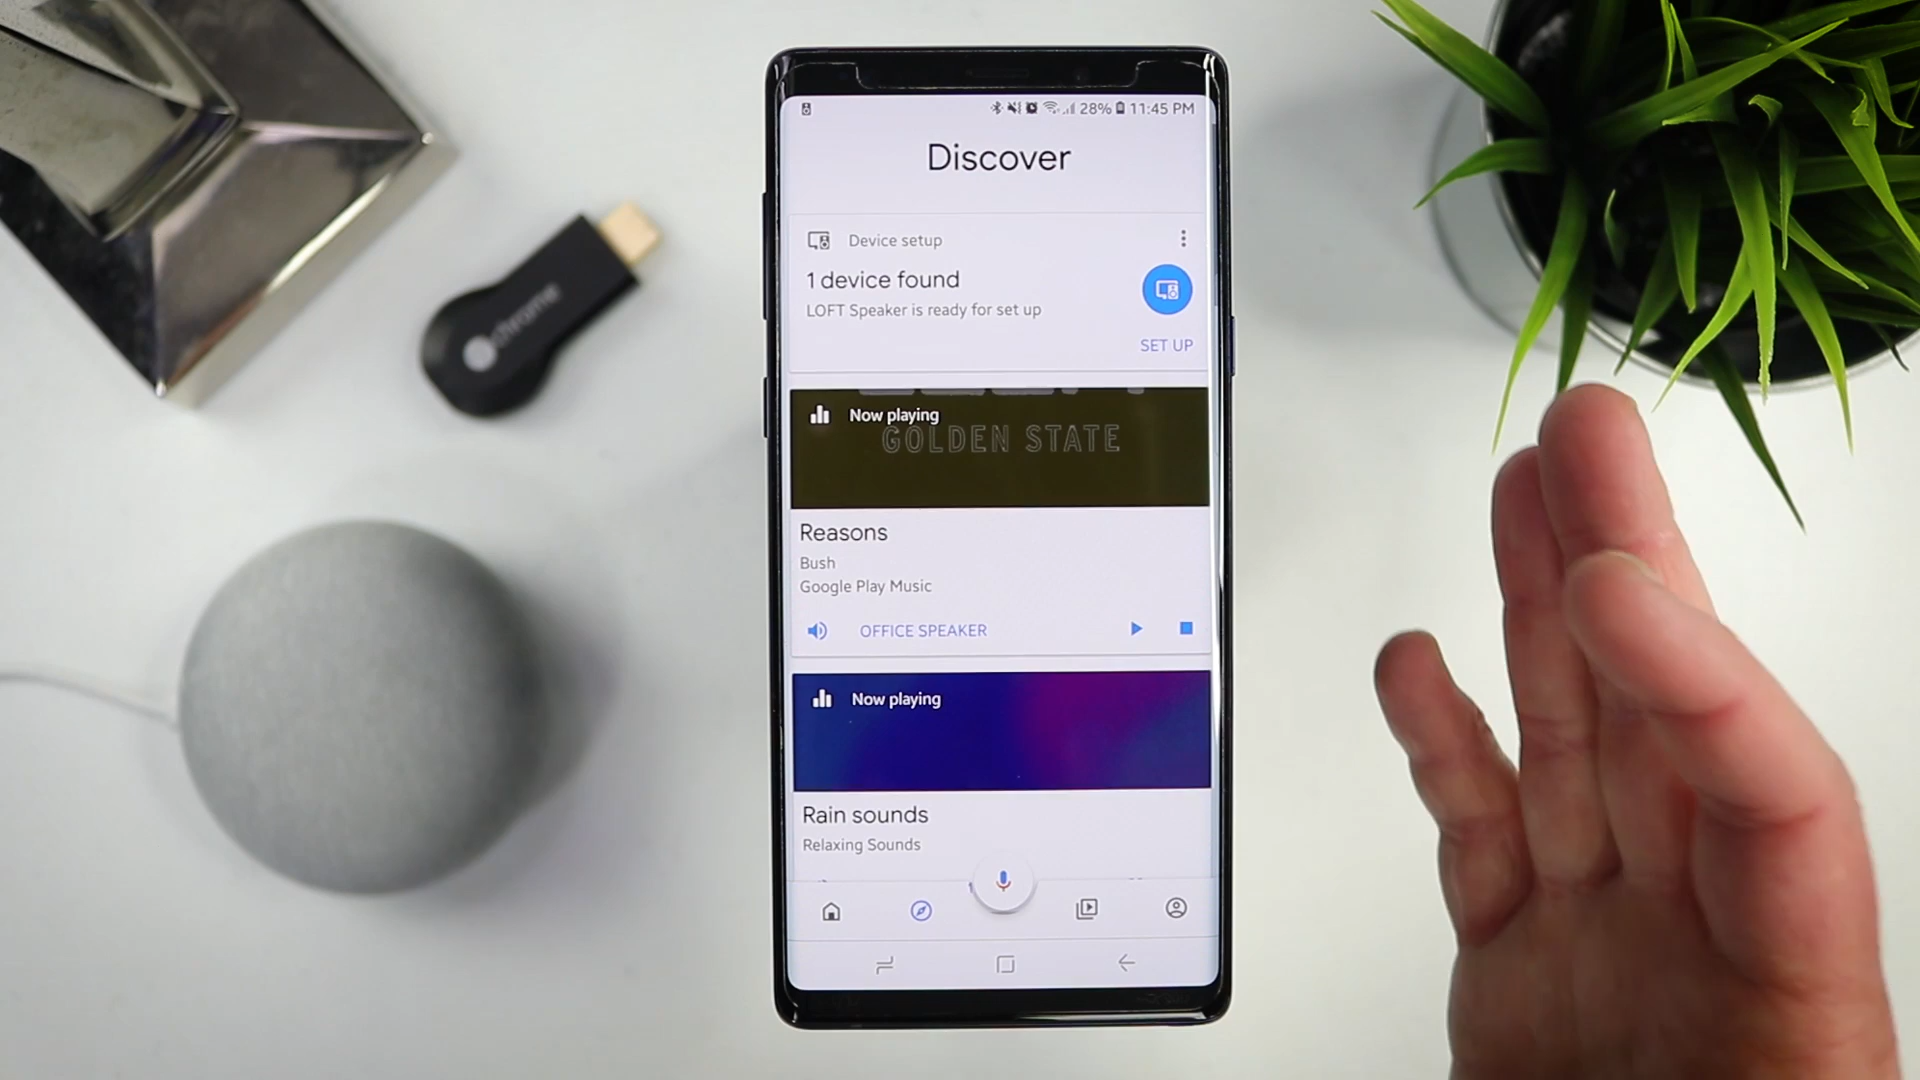 28% 11:45 PM
Discover
Device setup
1 device found
LOFT Speaker is ready for set up
SET UP
Now playing
GOLDEN STATE
Reasons
Bush
Google Play Music
OFFICE SPEAKER
Now playing
Rain sounds
Relaxing Sounds
chrome